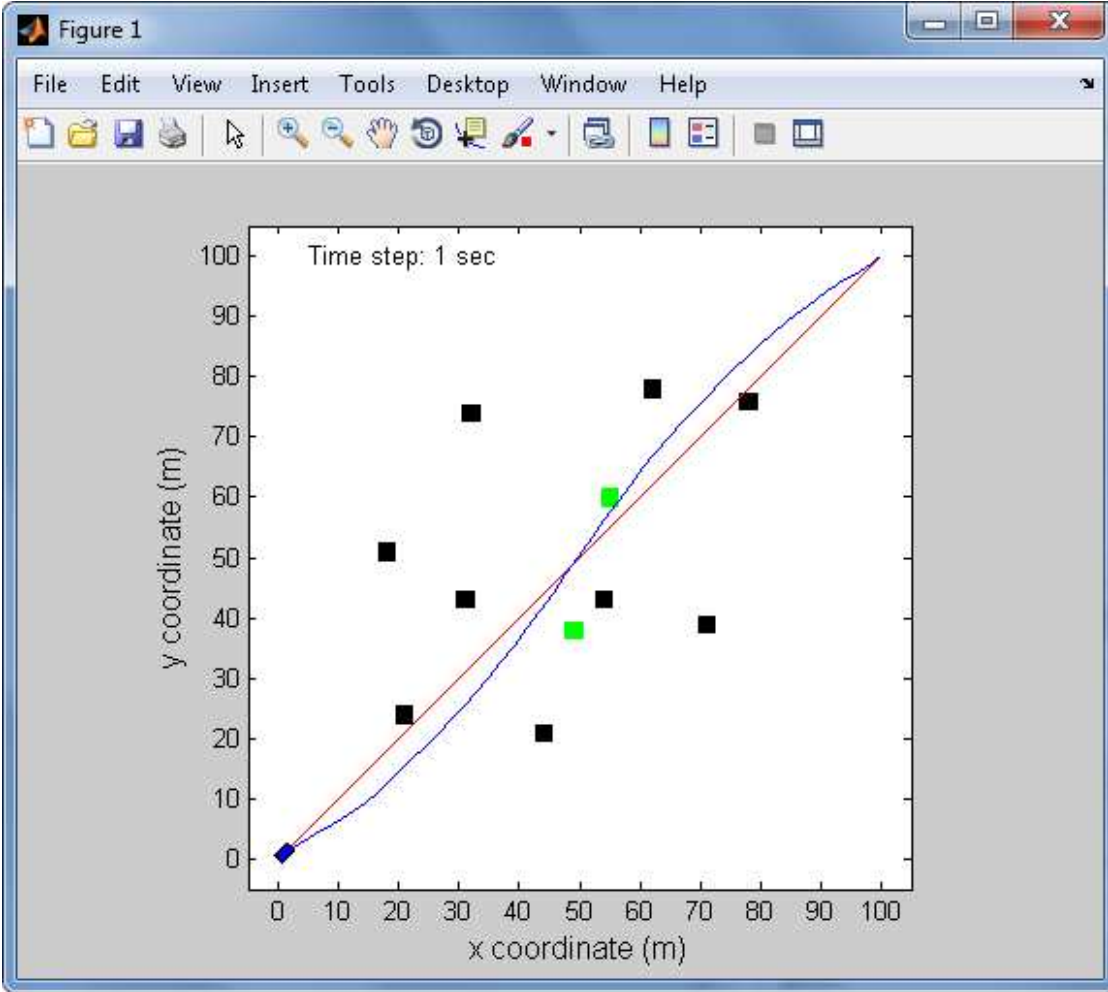 Figure 1
File Edit View Insert Tools Desktop Window Help
Time step: 1 sec
100
90
80
70
60
50
40
30
20
10
0
y coordinate (m)
0 10 20 30 40 50 60 70 80 90 100
x coordinate (m)